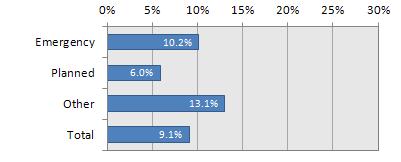 0% 5% 10% 15% 20% 25% 30%
Emergency 10.2%
Planned 6.0%
Other 13.1%
Total 9.1%